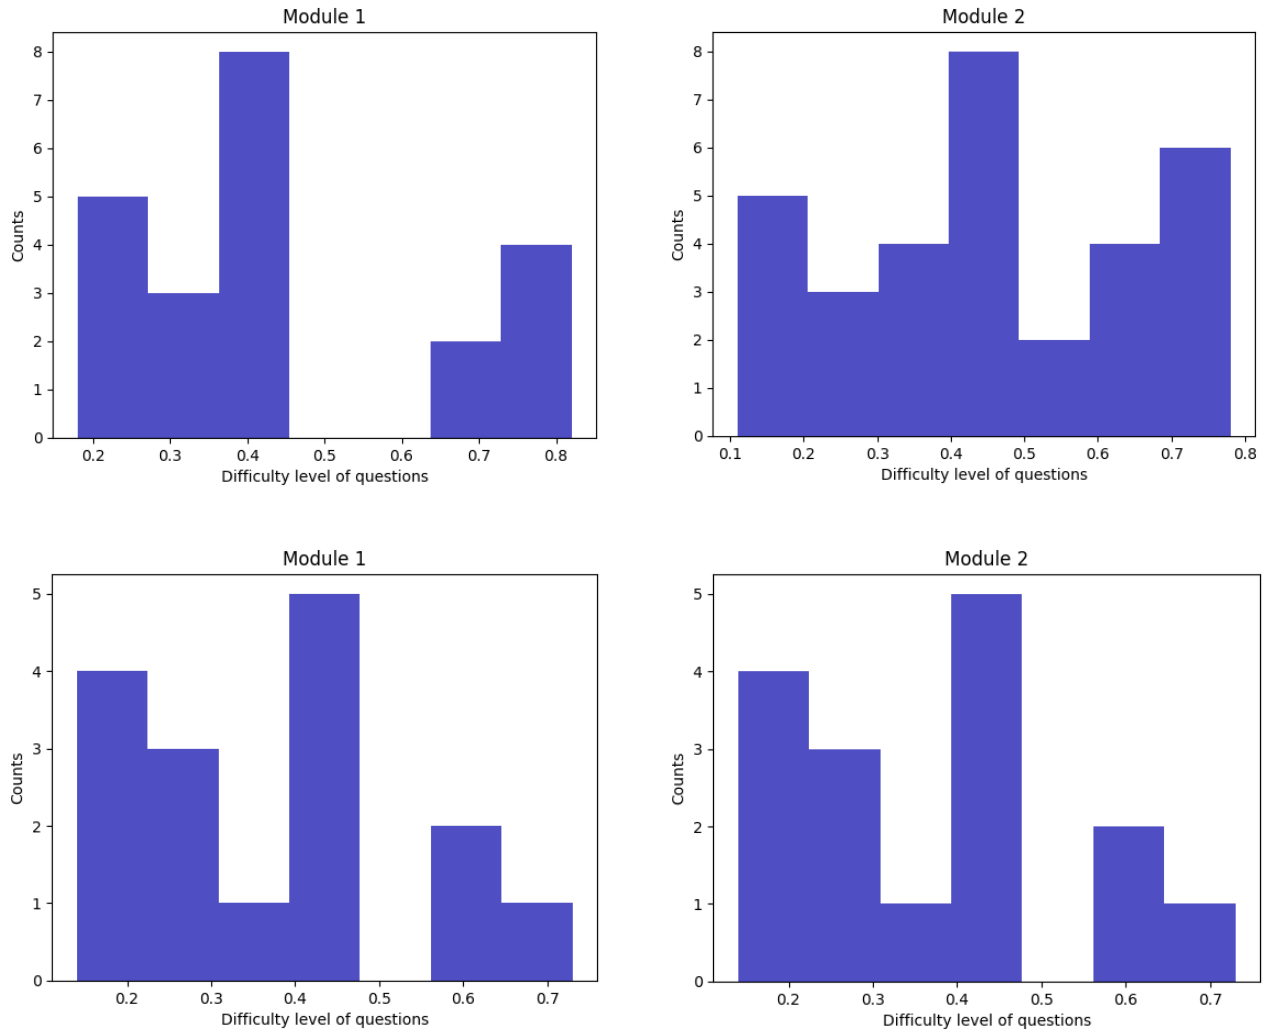 Module 1
8
7
6
5
4
3
2
1
0
Counts
0.2 0.3 0.4 0.5 0.6 0.7 0.8
Difficulty level of questions
Module 2
8
7
6
5
4
3
2
1
0
Counts
0.1 0.2 0.3 0.4 0.5 0.6 0.7 0.8
Difficulty level of questions
Module 1
5
4
3
2
1
0
Counts
0.2 0.3 0.4 0.5 0.6 0.7
Difficulty level of questions
Module 2
5
4
3
2
1
0
Counts
0.2 0.3 0.4 0.5 0.6 0.7
Difficulty level of questions